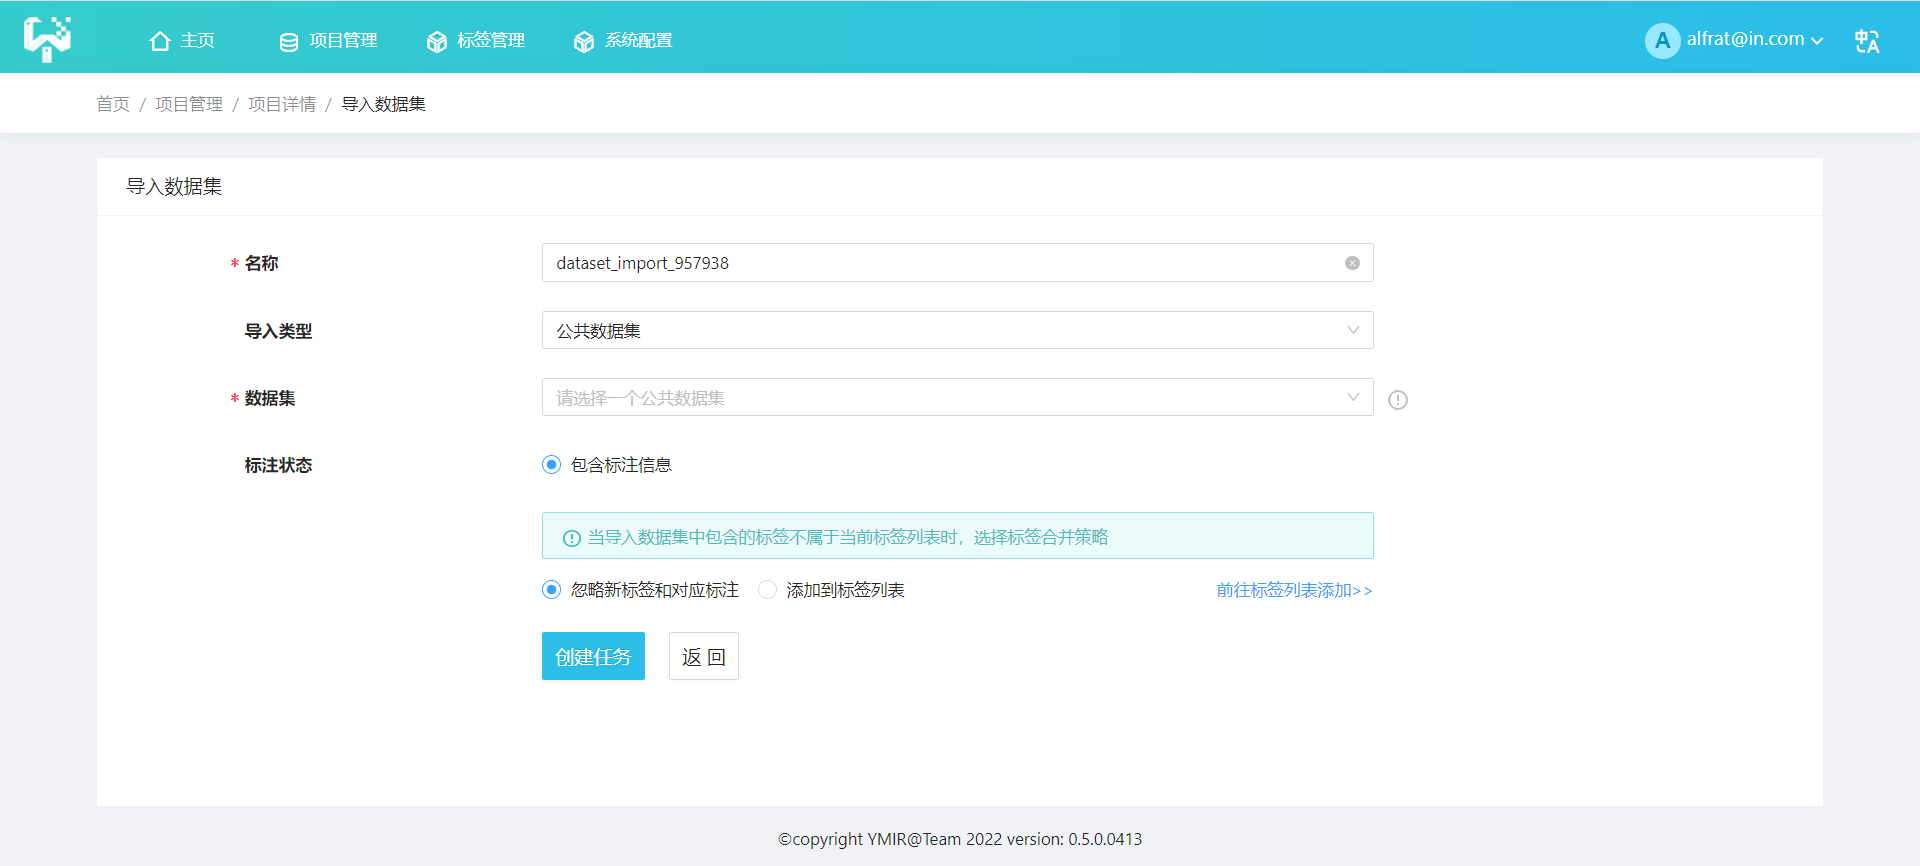 主页 项目管理 标签管理 系统配置 A alfrat@in.com
首页 / 项目管理 / 项目详情 / 导入数据集
导入数据集
* 名称 dataset_import_957938
导入类型 公共数据集
* 数据集 请选择一个公共数据集
标注状态 包含标注信息
当导入数据集中包含的标签不属于当前标签列表时，选择标签合并策略
忽略新标签和对应标注 添加到标签列表 前往标签列表添加>>
创建任务 返 回
©copyright YMIR@Team 2022 version: 0.5.0.0413